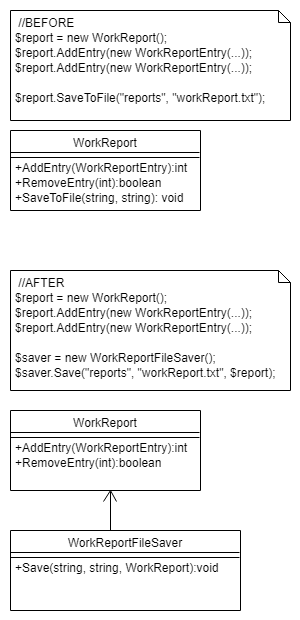 //BEFORE
$report = new WorkReport();
$report.AddEntry(new WorkReportEntry(...));
$report.AddEntry(new WorkReportEntry(...));
$report.SaveToFile("reports", "workReport.txt");
WorkReport
+AddEntry(WorkReportEntry):int
+RemoveEntry(int):boolean
+SaveToFile(string, string): void
//AFTER
$report = new WorkReport();
$report.AddEntry(new WorkReportEntry(...));
$report.AddEntry(new WorkReportEntry(...));
$saver = new WorkReportFileSaver();
$saver.Save("reports", "workReport.txt", $report);
WorkReport
+AddEntry(WorkReportEntry):int
+RemoveEntry(int):boolean
WorkReportFileSaver
+Save(string, string, WorkReport):void